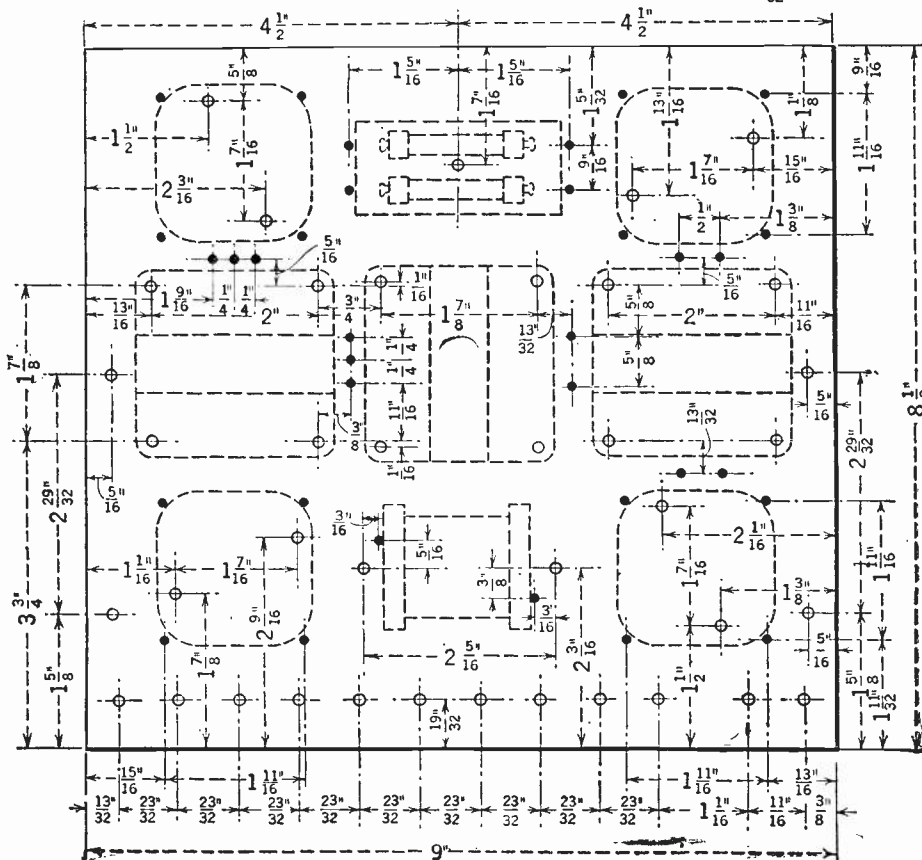 32
4 1/2" 4 1/2"
5/8" 1 5/16" 1 5/16" 1 7/16" 1 5/32" 1 13/16" 1 1/8" 9/16"
1 1/2" 1 7/16" 9/16" 1 7/16" 15/16" 1 11/16"
2 3/16" 1/2" 1 3/8"
5/16" 5/16"
13/16" 1 9/16" 1/4" 1/4" 2" 3/4" 1/16" 1 7/8" 13/32" 5/8" 2" 11/16"
1 7/8" 1/4" 1/4" 5/8" 5/16" 8 1/2"
11/16" 3/8" 1/16" 13/32" 2 29/32"
5/16" 2 29/32"
3/16" 5/16" 2 1/16"
1 1/16" 1 7/16" 3/8" 1 7/16" 1 3/8" 1 11/16"
3 3/4" 2 9/16" 3/16" 5/16"
1 5/8" 1 7/8" 2 5/16" 2 3/16" 1 1/2" 1 5/8" 1 11/32" 8
19/32"
15/16" 1 11/16" 1 11/16" 13/16"
13/32" 23/32" 23/32" 23/32" 23/32" 23/32" 23/32" 23/32" 23/32" 23/32" 1 1/16" 11/16" 3/8"
9"